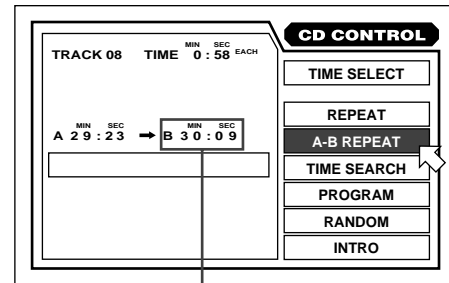 CD CONTROL
MIN SEC
TRACK 08 TIME 0 : 58 EACH
TIME SELECT
REPEAT
MIN SEC MIN SEC
A 29 : 23 ➡ B 30 : 09
A-B REPEAT
TIME SEARCH
PROGRAM
RANDOM
INTRO